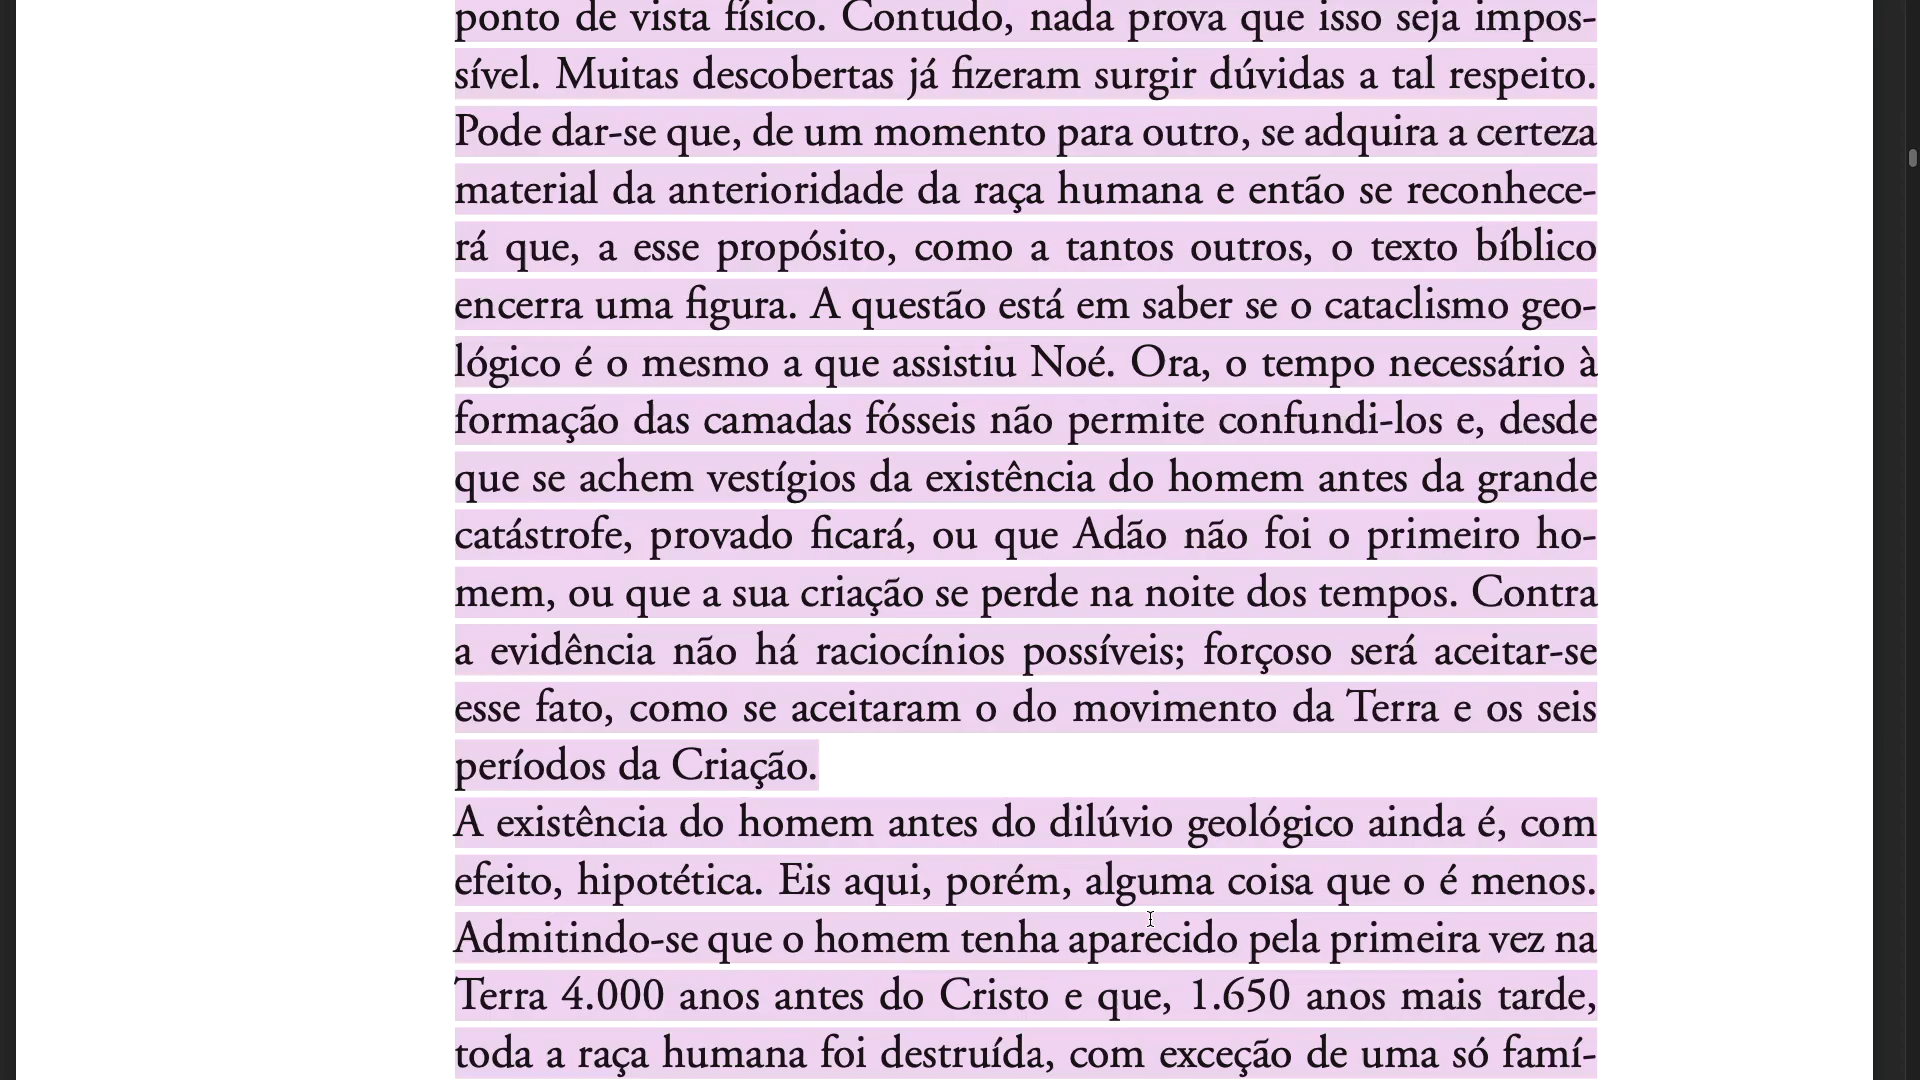 ponto de vista físico. Contudo, nada prova que isso seja impos-
sível. Muitas descobertas já fizeram surgir dúvidas a tal respeito.
Pode dar-se que, de um momento para outro, se adquira a certeza
material da anterioridade da raça humana e então se reconhece-
rá que, a esse propósito, como a tantos outros, o texto bíblico
encerra uma figura. A questão está em saber se o cataclismo geo-
lógico é o mesmo a que assistiu Noé. Ora, o tempo necessário à
formação das camadas fósseis não permite confundi-los e, desde
que se achem vestígios da existência do homem antes da grande
catástrofe, provado ficará, ou que Adão não foi o primeiro ho-
mem, ou que a sua criação se perde na noite dos tempos. Contra
a evidência não há raciocínios possíveis; forçoso será aceitar-se
esse fato, como se aceitaram o do movimento da Terra e os seis
períodos da Criação.
A existência do homem antes do dilúvio geológico ainda é, com
efeito, hipotética. Eis aqui, porém, alguma coisa que o é menos.
Admitindo-se que o homem tenha aparecido pela primeira vez na
Terra 4.000 anos antes do Cristo e que, 1.650 anos mais tarde,
toda a raça humana foi destruída, com exceção de uma só famí-